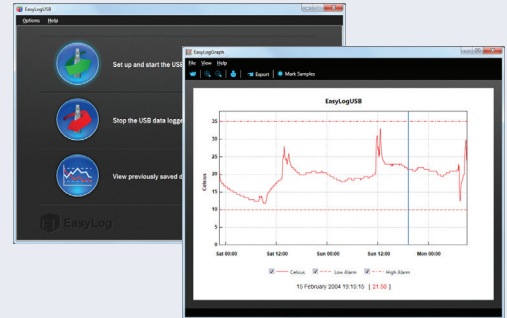 EasyLogUSB
Options Help
Set up and start the USB
Stop the USB data logge
View previously saved d
EasyLog
EasyLogGraph
File View Help
Export Mark Samples
EasyLogUSB
35
30
25
20
15
10
5
0
Celsius
Sat 00:00 Sat 12:00 Sun 00:00 Sun 12:00 Mon 00:00
Celsius Low Alarm High Alarm
15 February 2004 19:15:15 [ 21.50 ]